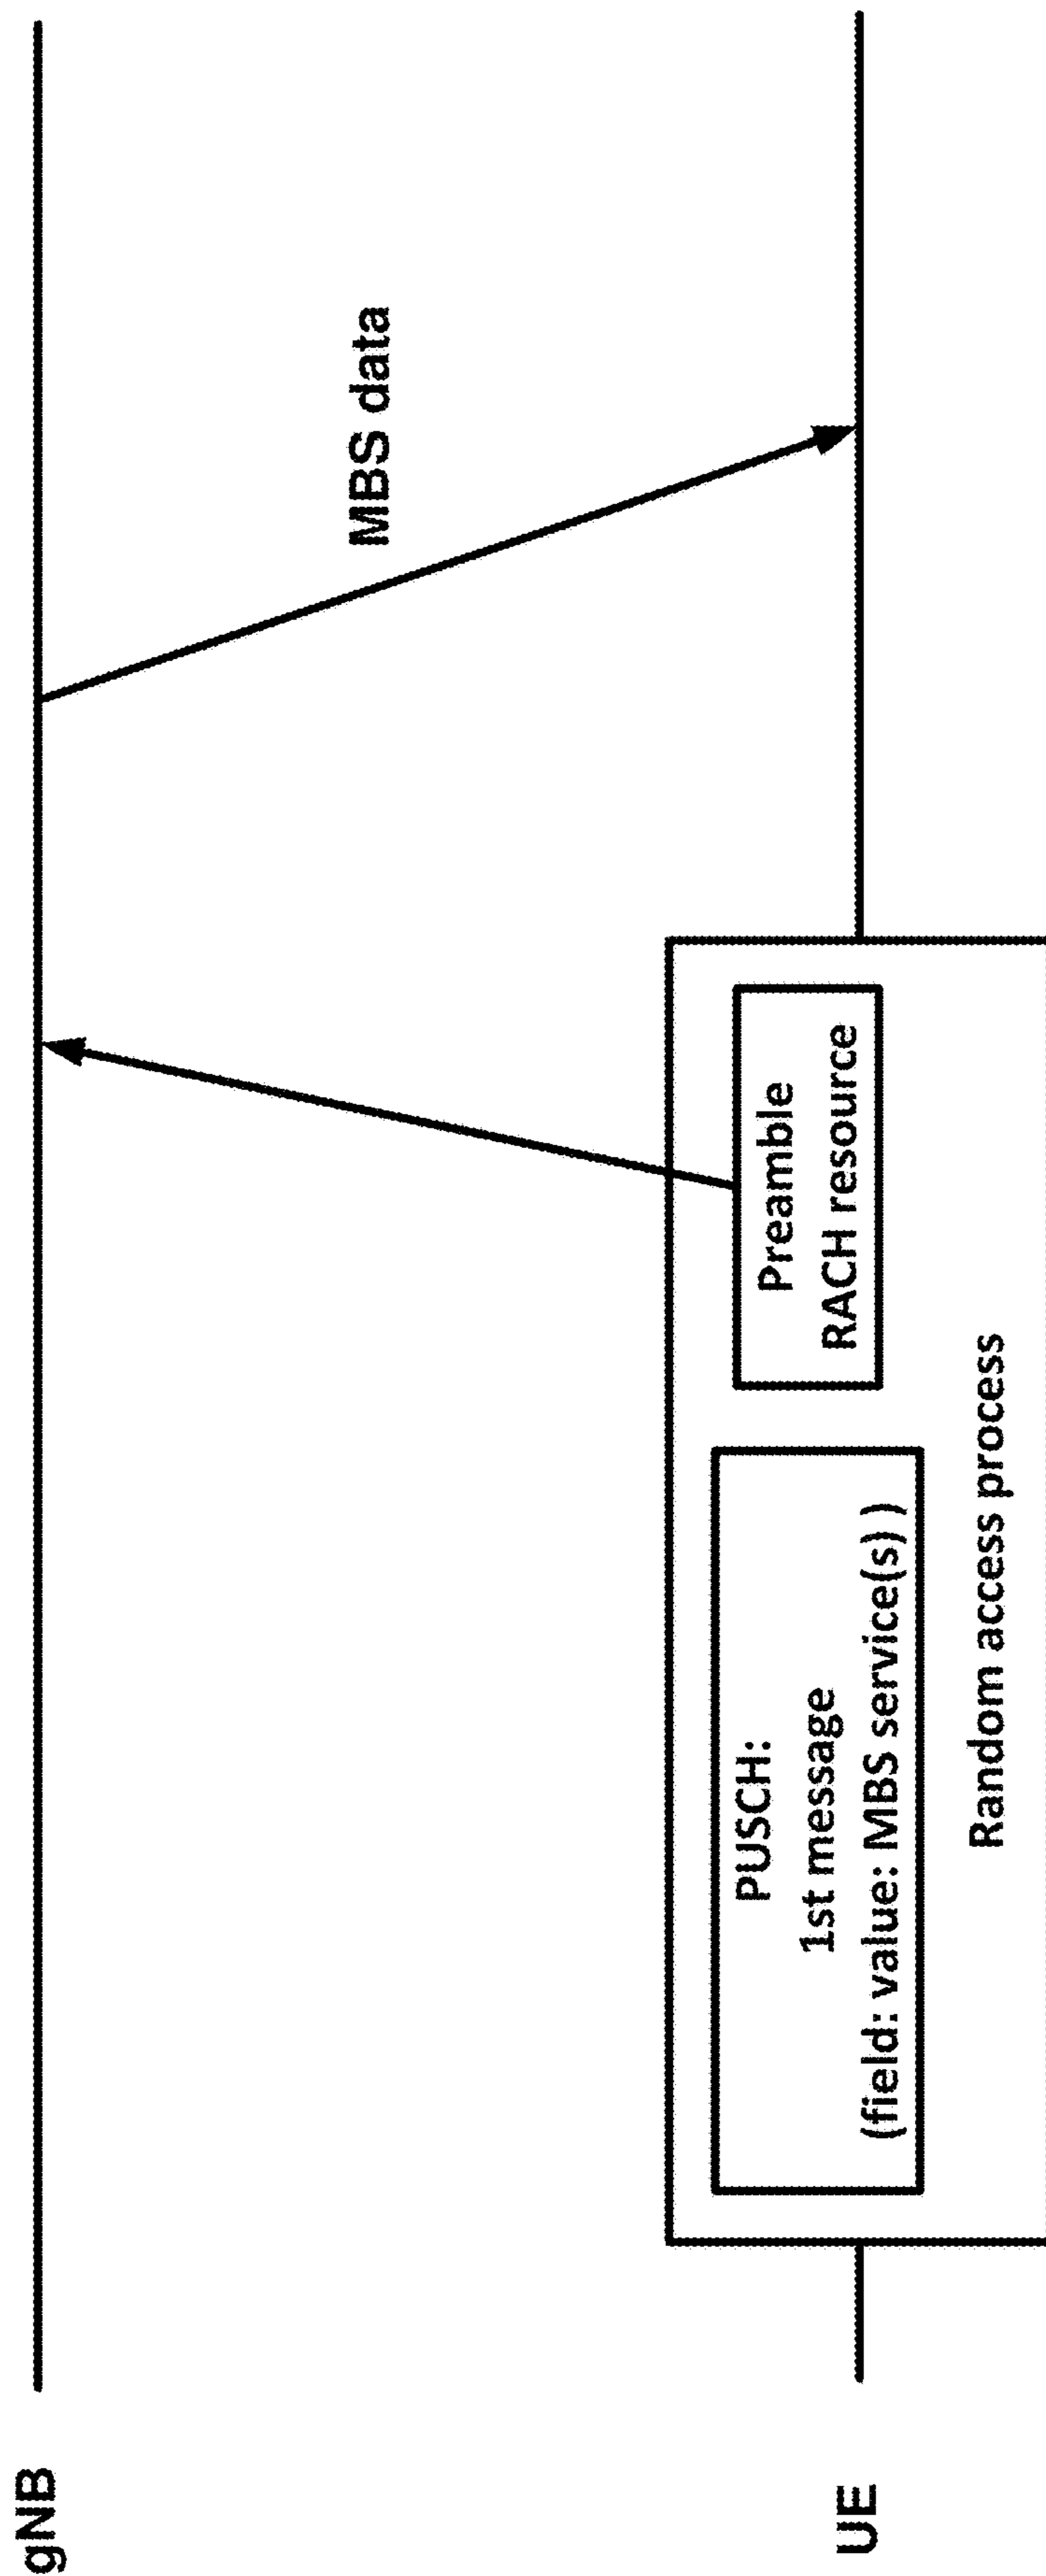 gNB
MBS data
UE
PUSCH:
1st message
(field: value: MBS service(s) )
Preamble
RACH resource
Random access process